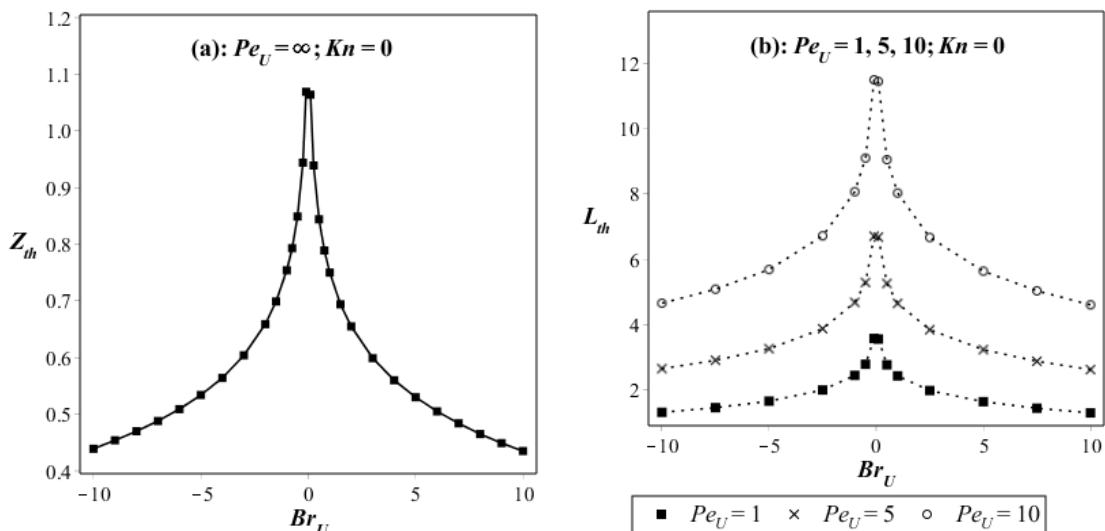 (a): Pe_U = ∞; Kn = 0
1.2
1.1
1.0
0.9
0.8
0.7
0.6
0.5
0.4
Z_th
−10
−5
0
5
10
Br_U
(b): Pe_U = 1, 5, 10; Kn = 0
12
10
8
6
4
2
L_th
−10
−5
0
5
10
Br_U
Pe_U = 1
Pe_U = 5
Pe_U = 10